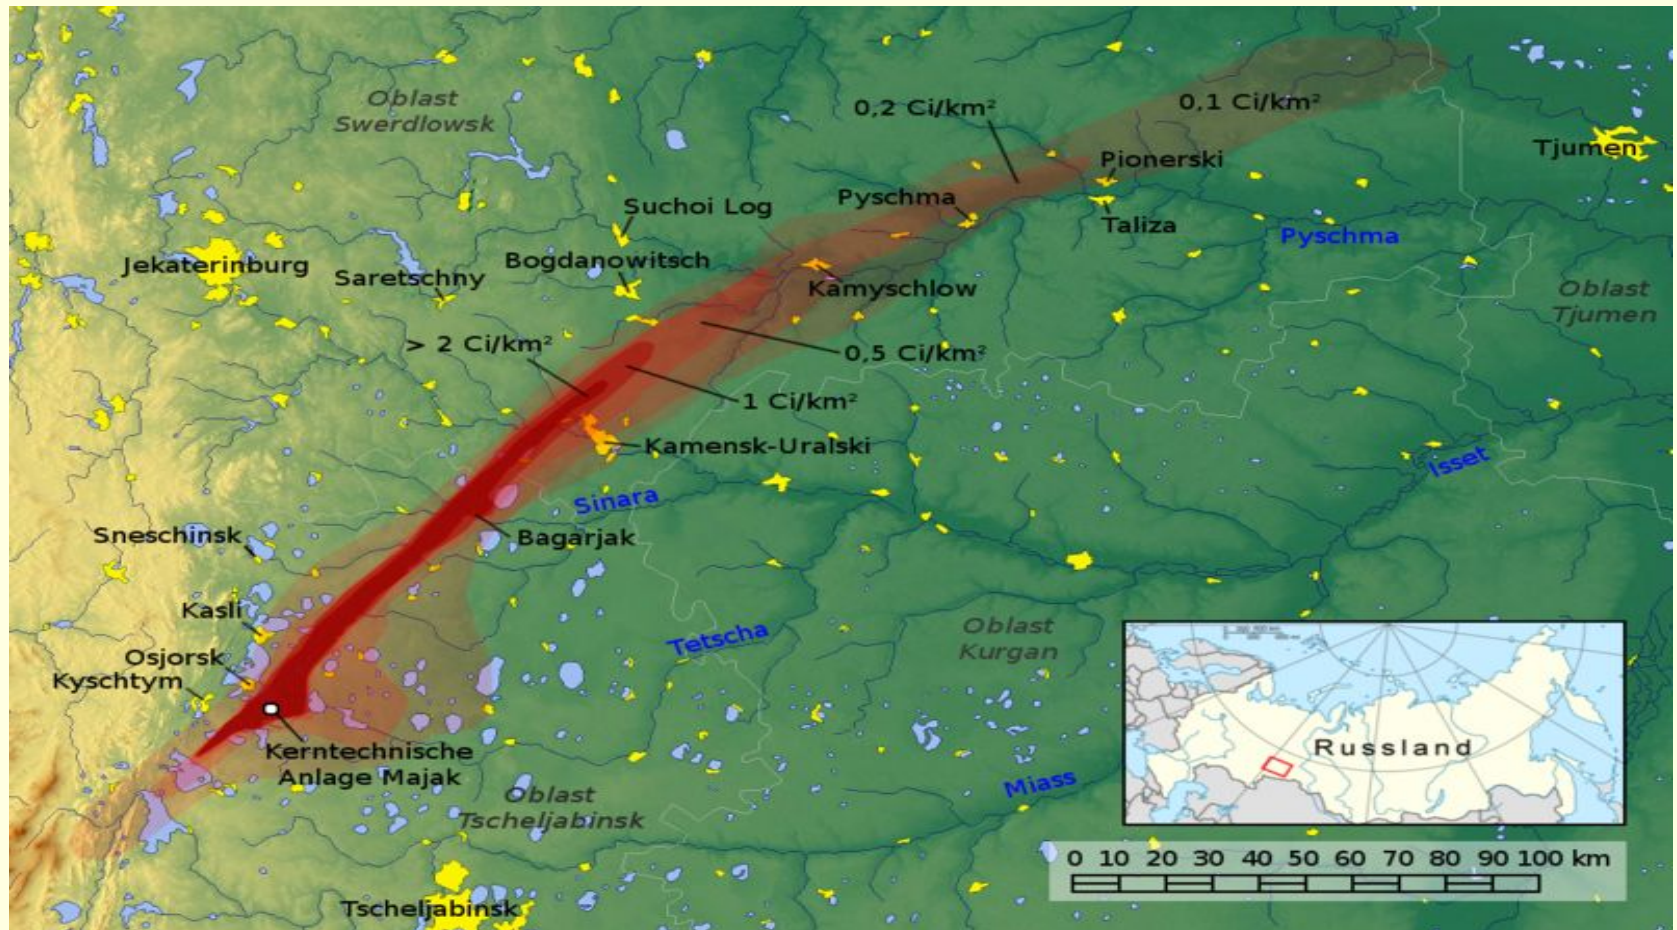 Oblast
Swerdlowsk
0,2 Ci/km²
0,1 Ci/km²
Tjumen
Pionerski
Pyschma
Suchoi Log
Taliza
Pyschma
Jekaterinburg
Saretschny
Bogdanowitsch
Kamyschlow
Oblast
Tjumen
> 2 Ci/km²
0,5 Ci/km²
1 Ci/km²
Kamensk-Uralski
Isset
Sinara
Sneschinsk
Bagarjak
Kasli
Tetscha
Oblast
Kurgan
Osjorsk
Kyschtym
Kerntechnische
Anlage Majak
Russland
Miass
Oblast
Tscheljabinsk
0 10 20 30 40 50 60 70 80 90 100 km
Tscheljabinsk